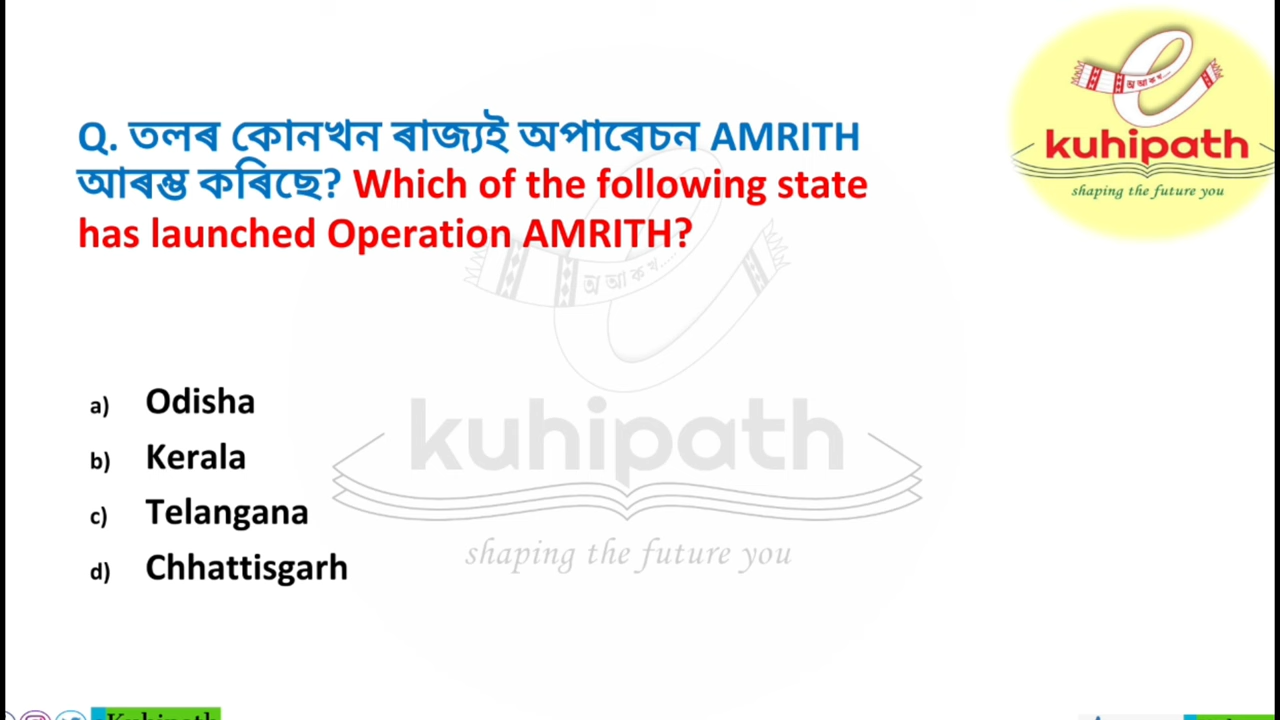 Q. তলৰ কোনখন ৰাজ্যই অপাৰেচন AMRITH
আৰম্ভ কৰিছে? Which of the following state
has launched Operation AMRITH?
অ আ ক খ....
kuhipath
shaping the future you
a) Odisha
b) Kerala
c) Telangana
d) Chhattisgarh
অ আ ক খ......
kuhipath
shaping the future you